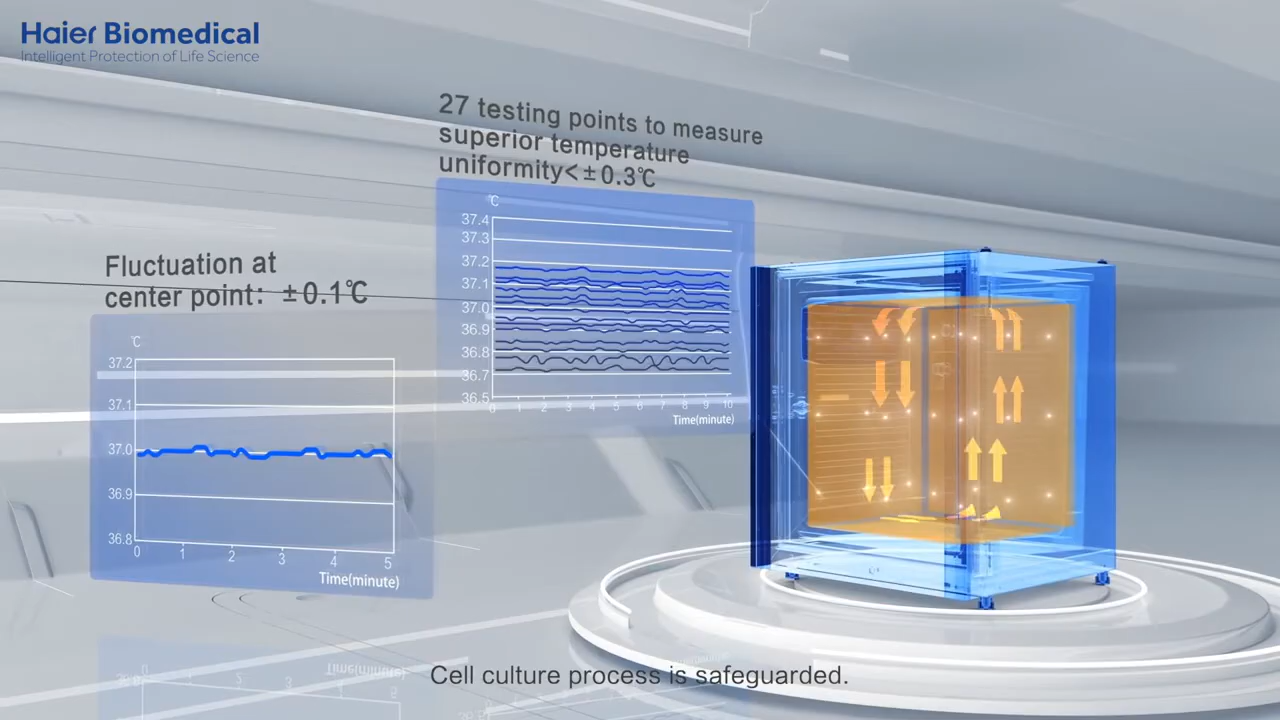 Haier Biomedical
Intelligent Protection of Life Science
27 testing points to measure
superior temperature
uniformity<±0.3℃
℃
37.4
37.3
37.2
37.1
37.0
36.9
36.8
36.7
36.5
0 1 2 3 4 5 6 7 8 9 10
Time(minute)
Fluctuation at
center point: ±0.1℃
℃
37.2
37.1
37.0
36.9
36.8
0 1 2 3 4 5
Time(minute)
Cell culture process is safeguarded.